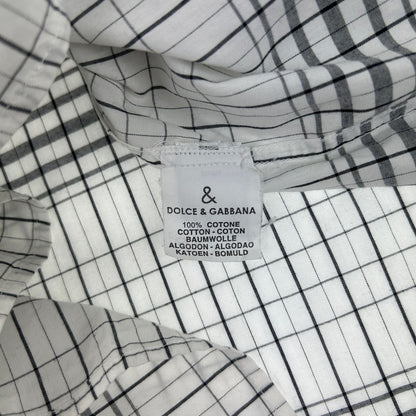 &
DOLCE & GABBANA
100% COTONE
COTTON - COTON
BAUMWOLLE
ALGODON - ALGODAO
KATOEN - BOMULD